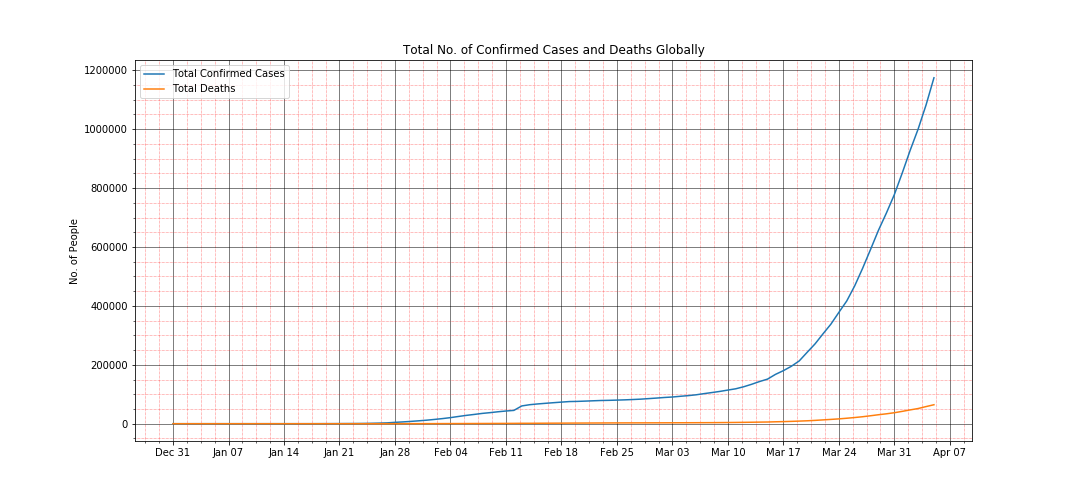 Total No. of Confirmed Cases and Deaths Globally
Total Confirmed Cases
Total Deaths
1200000
1000000
800000
600000
400000
200000
0
No. of People
Dec 31 Jan 07 Jan 14 Jan 21 Jan 28 Feb 04 Feb 11 Feb 18 Feb 25 Mar 03 Mar 10 Mar 17 Mar 24 Mar 31 Apr 07